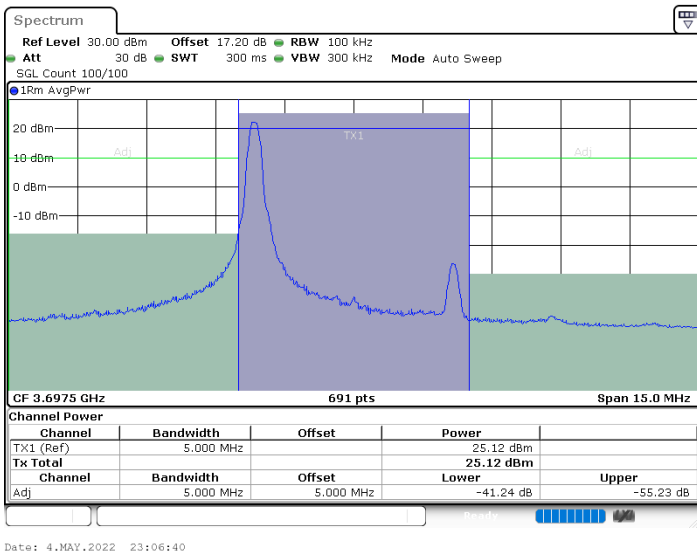 Spectrum
Ref Level 30.00 dBm Offset 17.20 dB RBW 100 kHz
Att 30 dB SWT 300 ms VBW 300 kHz Mode Auto Sweep
SGL Count 100/100
1Rm AvgPwr
20 dBm
TX1
10 dBm Adj Adj
0 dBm
-10 dBm
CF 3.6975 GHz 691 pts Span 15.0 MHz
Channel Power
Channel Bandwidth Offset Power
TX1 (Ref) 5.000 MHz 25.12 dBm
Tx Total 25.12 dBm
Channel Bandwidth Offset Lower Upper
Adj 5.000 MHz 5.000 MHz -41.24 dB -55.23 dB
Ready
Date: 4.MAY.2022 23:06:40